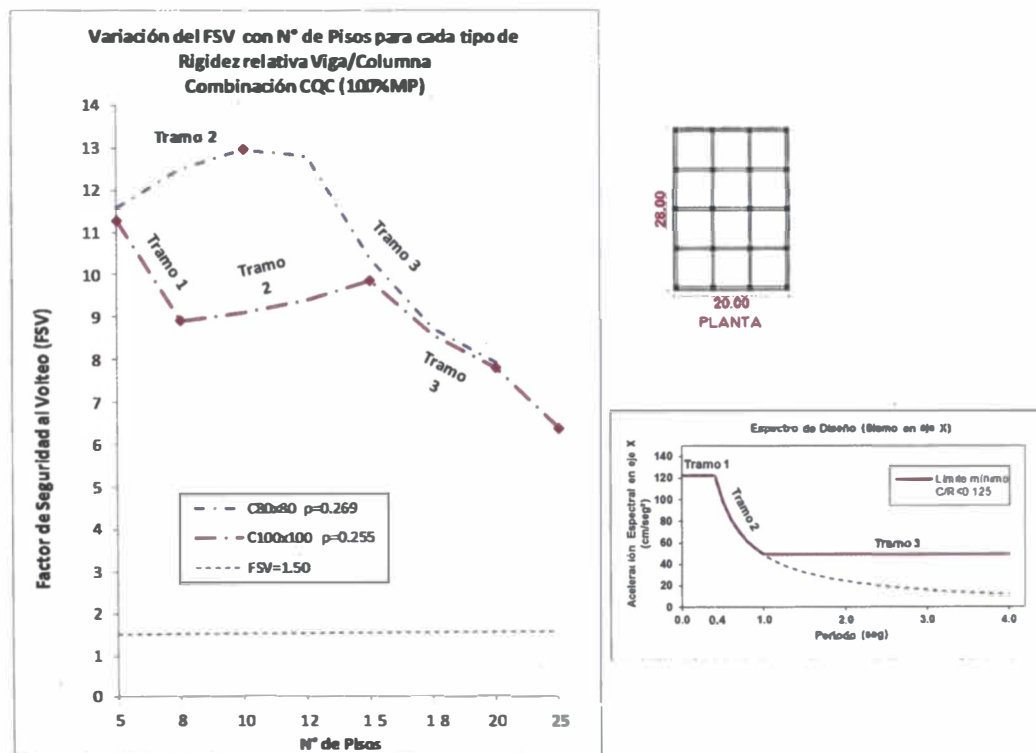 Variación del FSV con N° de Pisos para cada tipo de
Rigidez relativa Viga/Columna
Combinación CQC (100%MP)
Factor de Seguridad al Volteo (FSV)
14
13
12
11
10
9
8
7
6
5
4
3
2
1
0
Tramo 2
Tramo 1
Tramo
2
Tramo 3
Tramo
3
C80x80 ρ=0.269
C100x100 ρ=0.255
FSV=1.50
5 8 10 12 15 18 20 25
N° de Pisos
28.00
20.00
PLANTA
Espectro de Diseño (Sismo en eje X)
Aceleración Espectral en eje X
(cm/seg²)
140
120
100
80
60
40
20
0
Tramo 1
Tramo 2
Tramo 3
Límite mínimo
C/R<0.125
0.0 0.4 1.0 2.0 3.0 4.0
Período (seg)